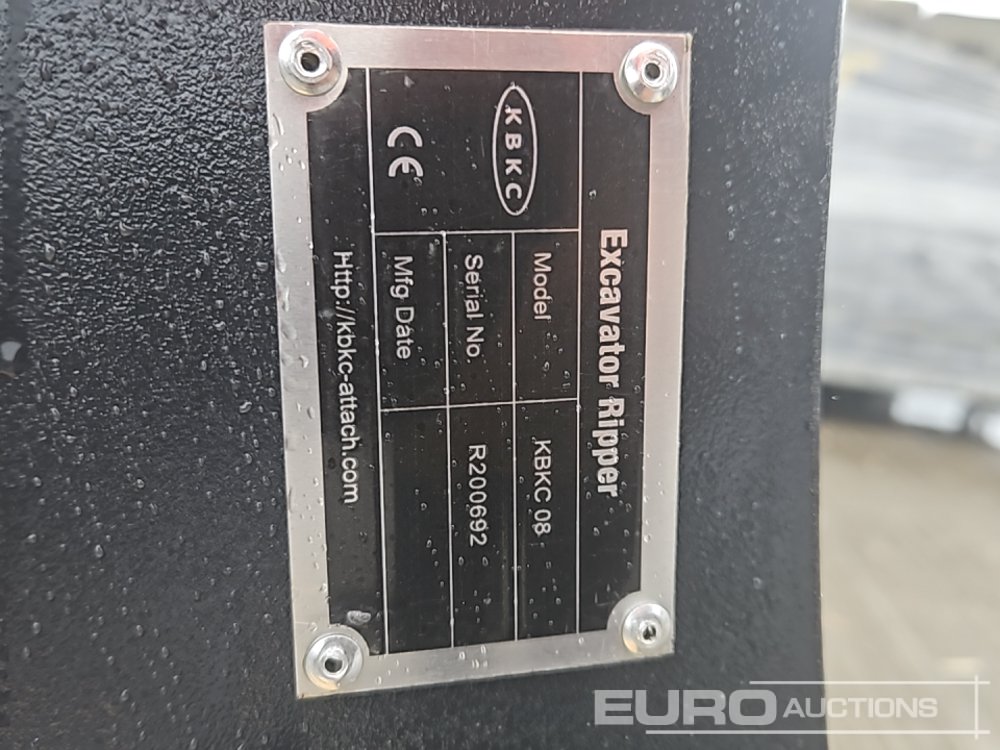 Excavator Ripper
KBKC
CE
Model KBKC 08
Serial No. R200692
Mfg Date
Http://kbkc-attach.com
EURO AUCTIONS